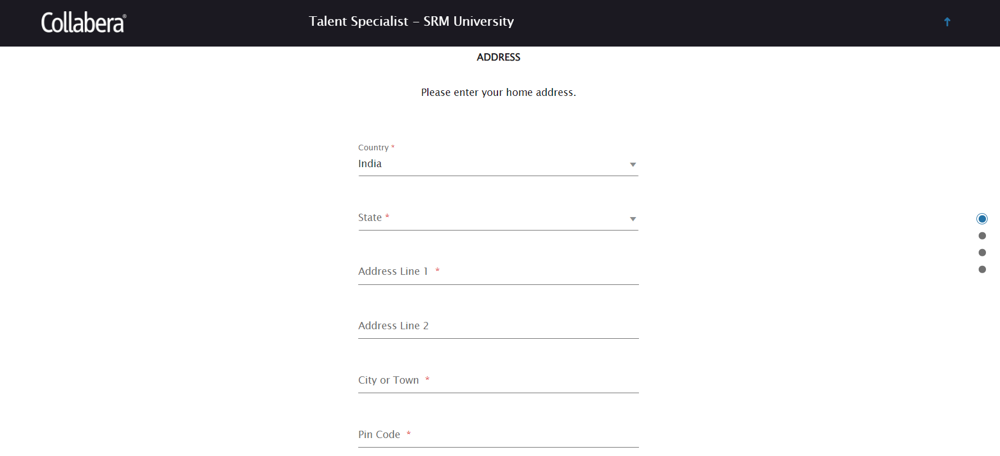 Collabera®
Talent Specialist – SRM University
ADDRESS
Please enter your home address.
Country *
India
State *
Address Line 1 *
Address Line 2
City or Town *
Pin Code *